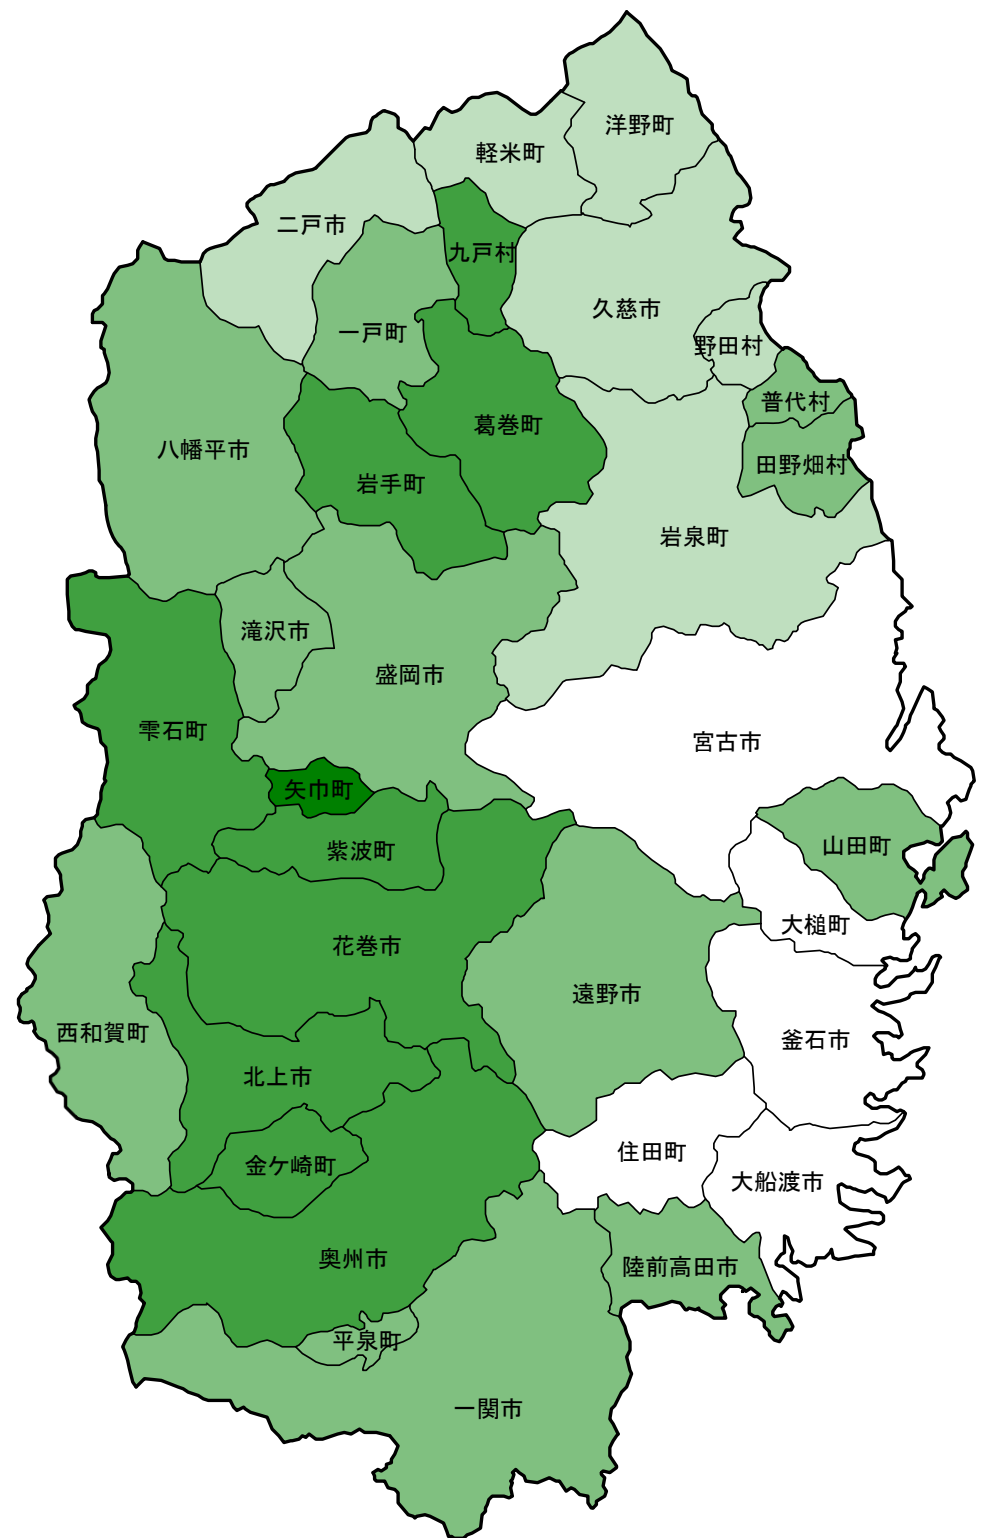 洋野町
軽米町
二戸市
九戸村
久慈市
一戸町
野田村
普代村
葛巻町
八幡平市
田野畑村
岩手町
岩泉町
滝沢市
盛岡市
雫石町
宮古市
矢巾町
山田町
紫波町
大槌町
花巻市
遠野市
西和賀町
釜石市
北上市
住田町
金ケ崎町
大船渡市
奥州市
陸前高田市
平泉町
一関市